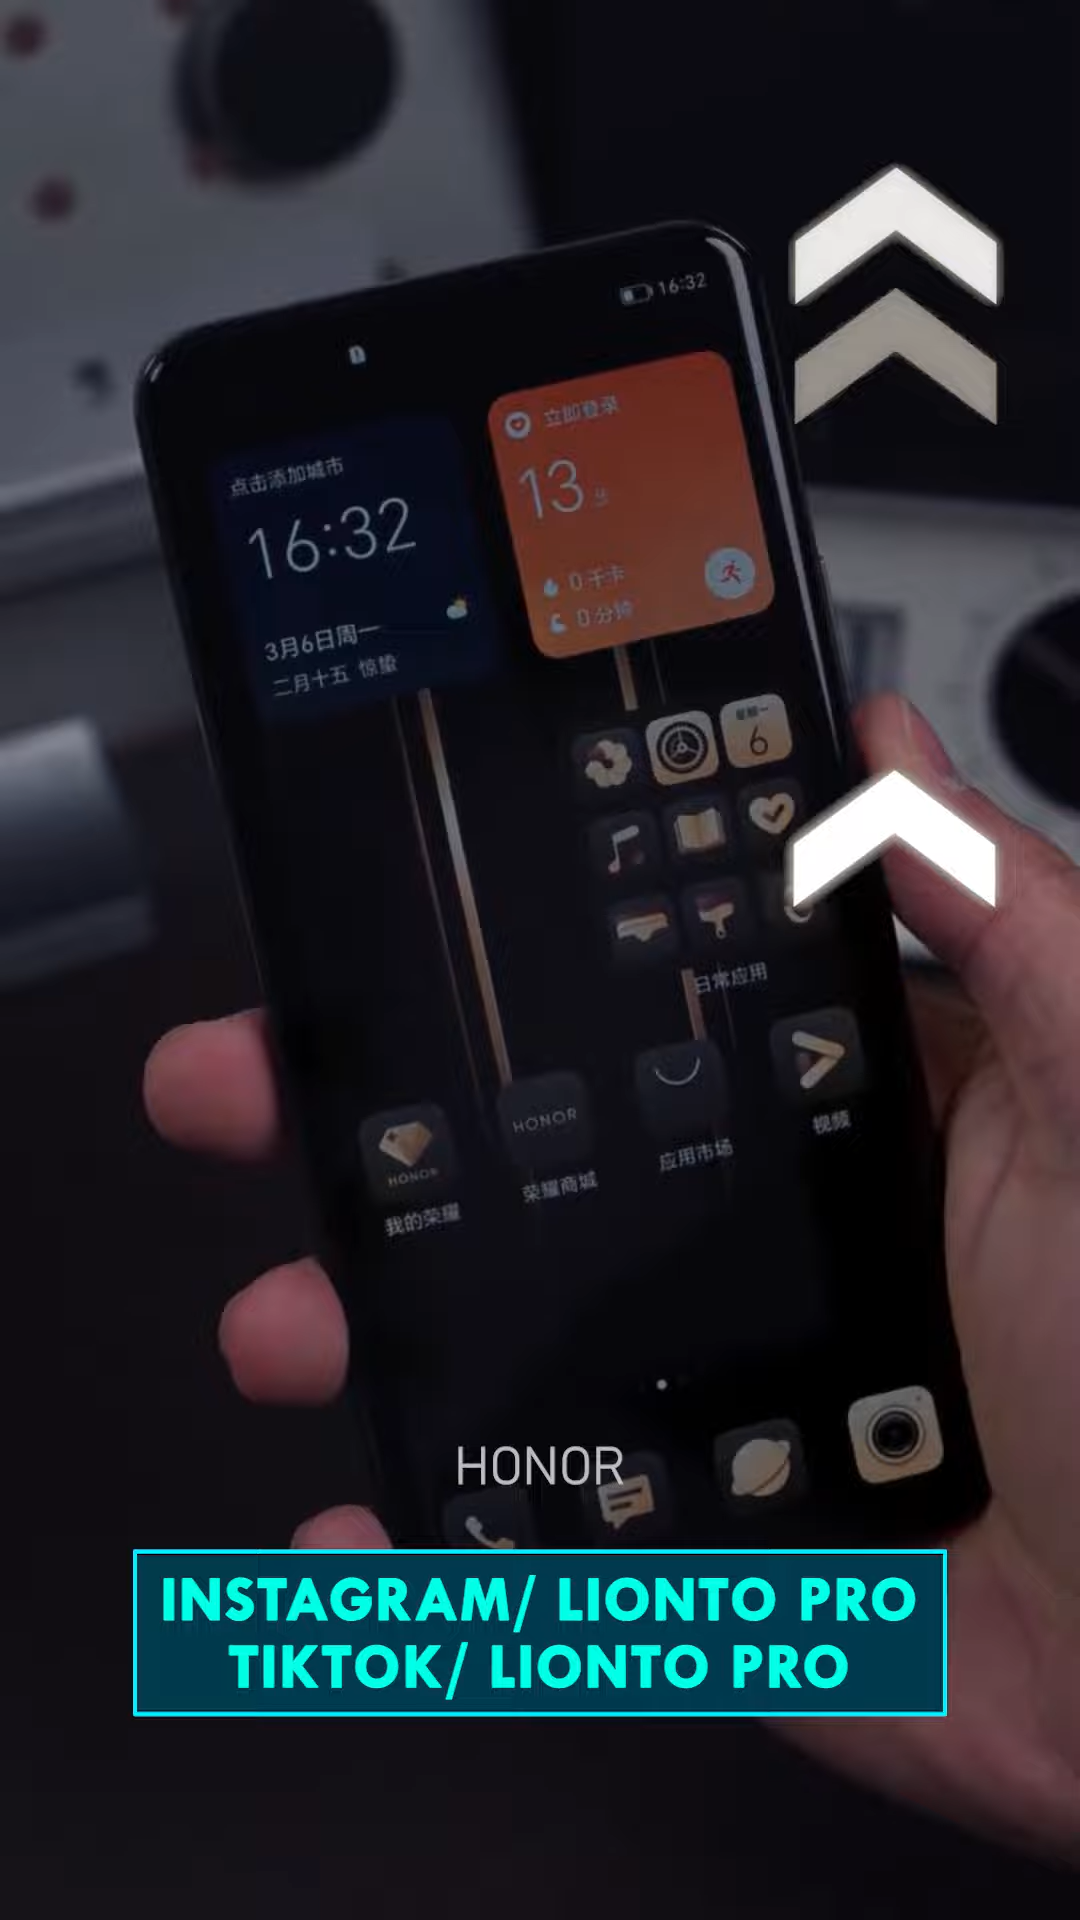 16:32
点击添加城市
16:32
3月6日周一
二月十五 惊蛰
立即登录
13
0千卡
0分钟
星期一
6
日常应用
HONOR
我的荣耀
HONOR
荣耀商城
应用市场
视频
HONOR
INSTAGRAM/ LIONTO PRO
TIKTOK/ LIONTO PRO